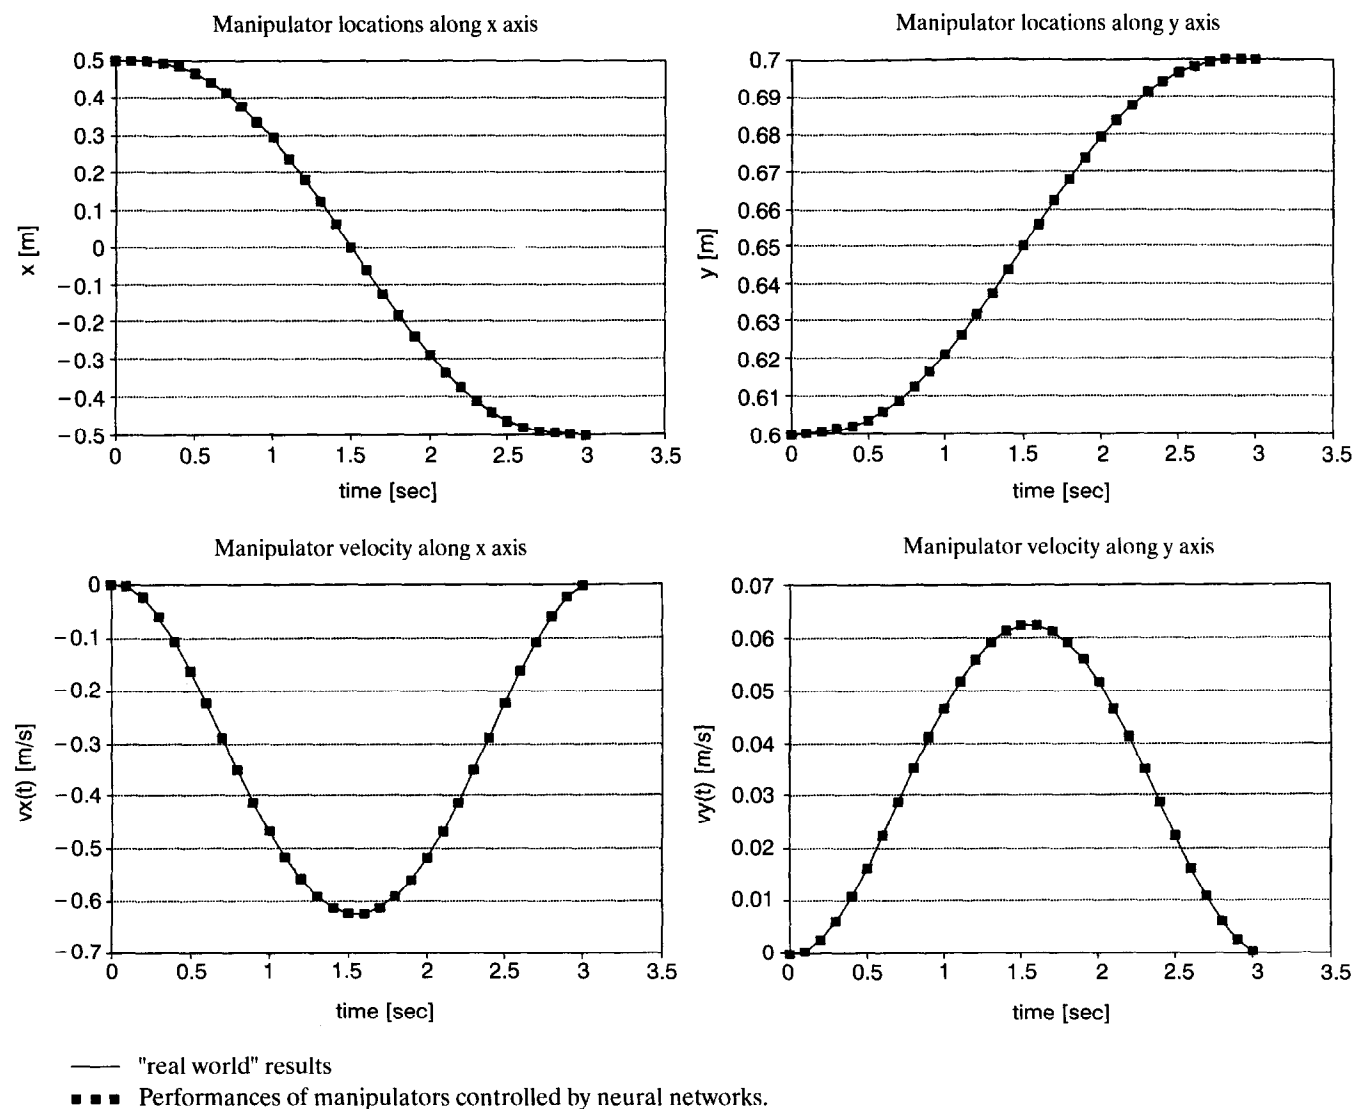 Manipulator locations along x axis
0.5
0.4
0.3
0.2
0.1
0
−0.1
−0.2
−0.3
−0.4
−0.5
x [m]
0 0.5 1 1.5 2 2.5 3 3.5
time [sec]
Manipulator locations along y axis
0.7
0.69
0.68
0.67
0.66
0.65
0.64
0.63
0.62
0.61
0.6
y [m]
0 0.5 1 1.5 2 2.5 3 3.5
time [sec]
Manipulator velocity along x axis
0
−0.1
−0.2
−0.3
−0.4
−0.5
−0.6
−0.7
vx(t) [m/s]
0 0.5 1 1.5 2 2.5 3 3.5
time [sec]
Manipulator velocity along y axis
0.07
0.06
0.05
0.04
0.03
0.02
0.01
0
vy(t) [m/s]
0 0.5 1 1.5 2 2.5 3 3.5
time [sec]
"real world" results
Performances of manipulators controlled by neural networks.